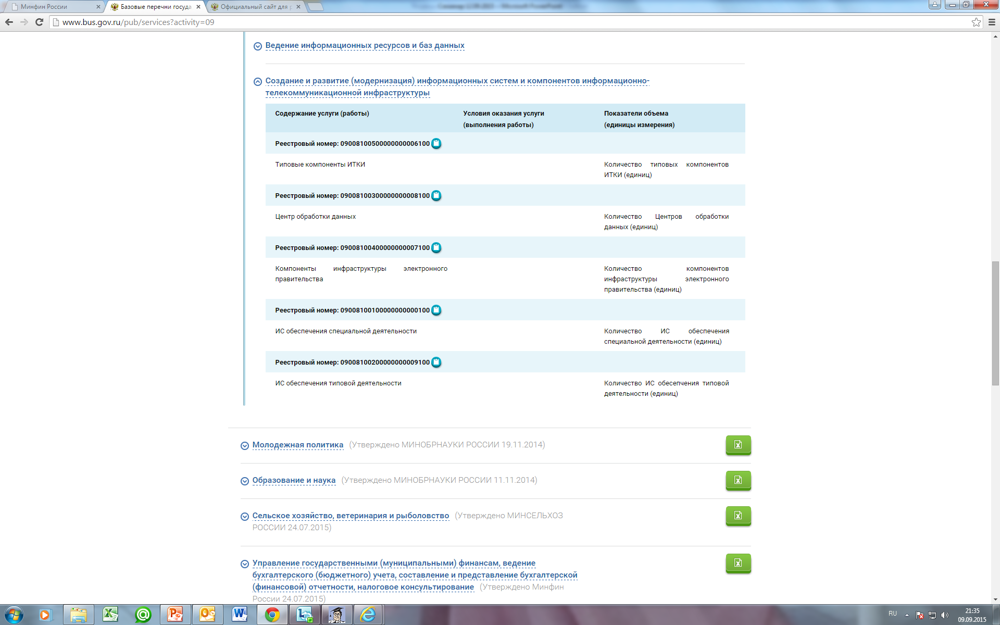 Минфин России
Базовые перечни госуда
Официальный сайт для р
www.bus.gov.ru/pub/services?activity=09
Ведение информационных ресурсов и баз данных
Создание и развитие (модернизация) информационных систем и компонентов информационно-
телекоммуникационной инфраструктуры
Содержание услуги (работы)
Условия оказания услуги
(выполнения работы)
Показатели объема
(единицы измерения)
Реестровый номер: 09008100500000000006100
Типовые компоненты ИТКИ
Количество типовых компонентов
ИТКИ (единиц)
Реестровый номер: 09008100300000000008100
Центр обработки данных
Количество Центров обработки
данных (единиц)
Реестровый номер: 09008100400000000007100
Компоненты инфраструктуры электронного
правительства
Количество компонентов
инфраструктуры электронного
правительства (единиц)
Реестровый номер: 09008100100000000000100
ИС обеспечения специальной деятельности
Количество ИС обеспечения
специальной деятельности (единиц)
Реестровый номер: 09008100200000000009100
ИС обеспечения типовой деятельности
Количество ИС обесепчения типовой
деятельности (единиц)
Молодежная политика (Утверждено МИНОБРНАУКИ РОССИИ 19.11.2014)
Образование и наука (Утверждено МИНОБРНАУКИ РОССИИ 11.11.2014)
Сельское хозяйство, ветеринария и рыболовство (Утверждено МИНСЕЛЬХОЗ
РОССИИ 24.07.2015)
Управление государственными (муниципальными) финансам, ведение
бухгалтерского (бюджетного) учета, составление и представление бухгалтерской
(финансовой) отчетности, налоговое консультирование (Утверждено Минфин
России 24.07.2015)
RU
21:35
09.09.2015